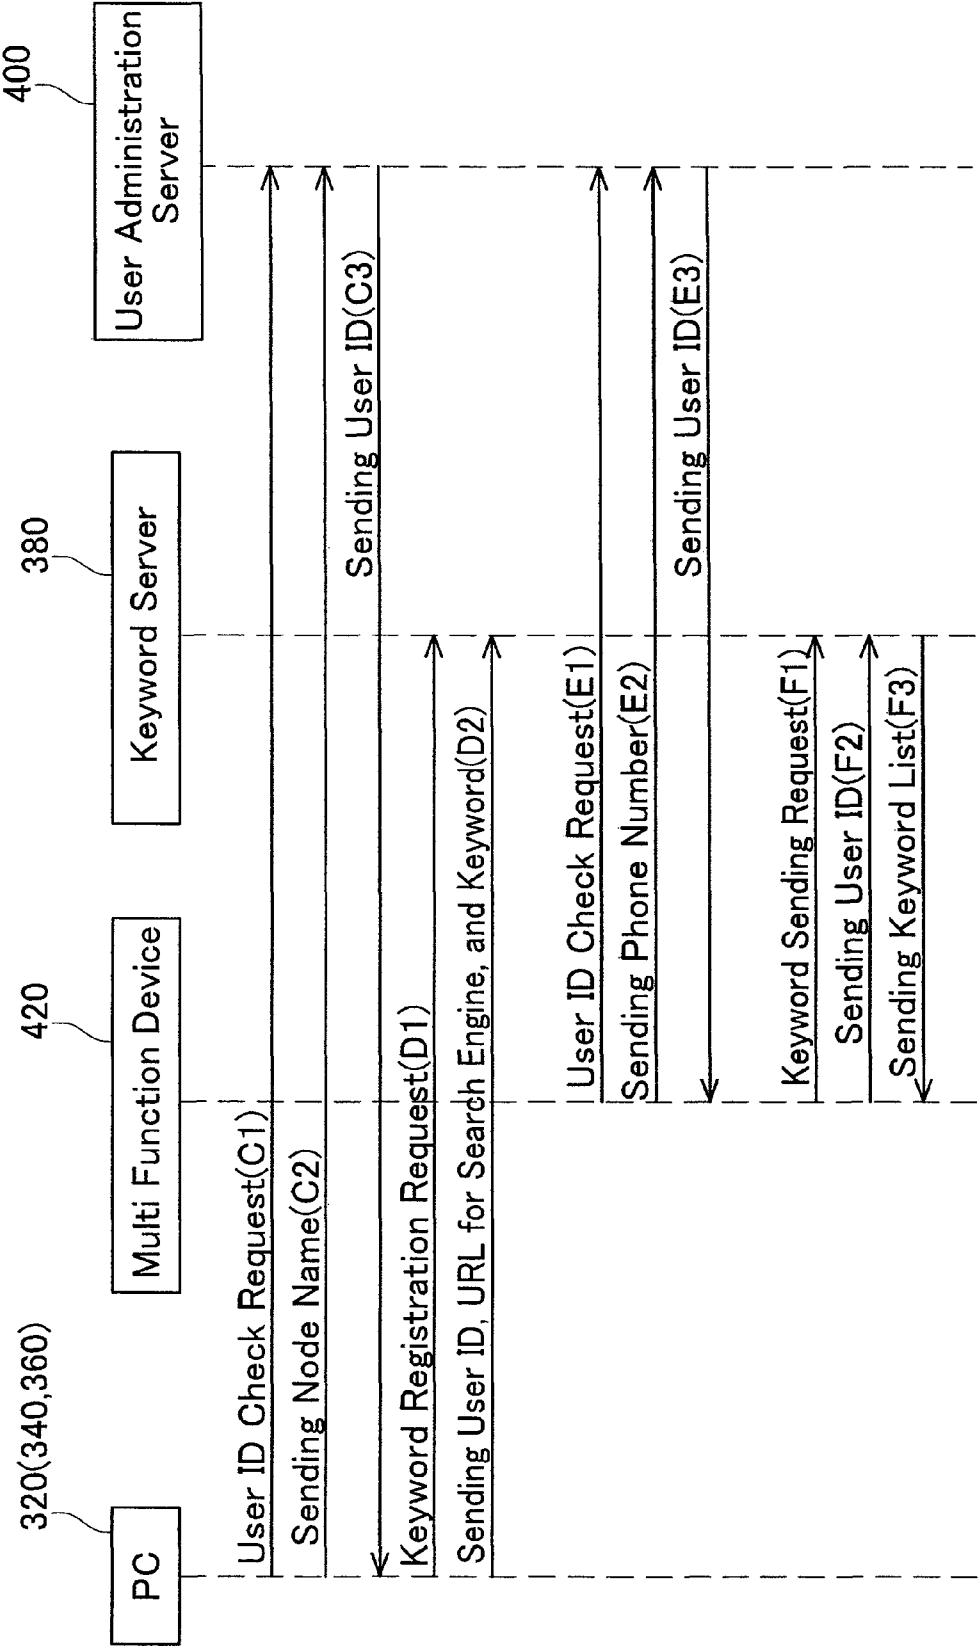 320(340,360)
420
380
400
PC
Multi Function Device
Keyword Server
User Administration
Server
User ID Check Request(C1)
Sending Node Name(C2)
Sending User ID(C3)
Keyword Registration Request(D1)
Sending User ID, URL for Search Engine, and Keyword(D2)
User ID Check Request(E1)
Sending Phone Number(E2)
Sending User ID(E3)
Keyword Sending Request(F1)
Sending User ID(F2)
Sending Keyword List(F3)